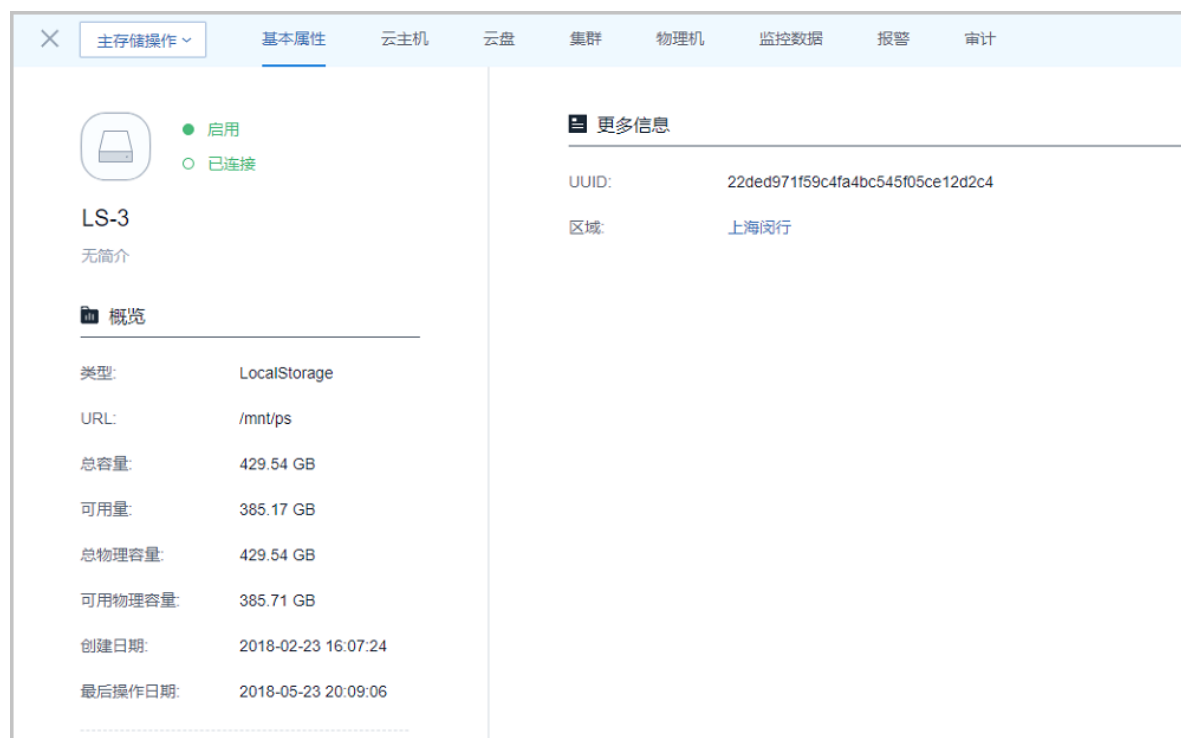 主存储操作 基本属性 云主机 云盘 集群 物理机 监控数据 报警 审计
启用
已连接
LS-3
无简介
概览
类型: LocalStorage
URL: /mnt/ps
总容量: 429.54 GB
可用量: 385.17 GB
总物理容量: 429.54 GB
可用物理容量: 385.71 GB
创建日期: 2018-02-23 16:07:24
最后操作日期: 2018-05-23 20:09:06
更多信息
UUID: 22ded971f59c4fa4bc545f05ce12d2c4
区域: 上海闵行